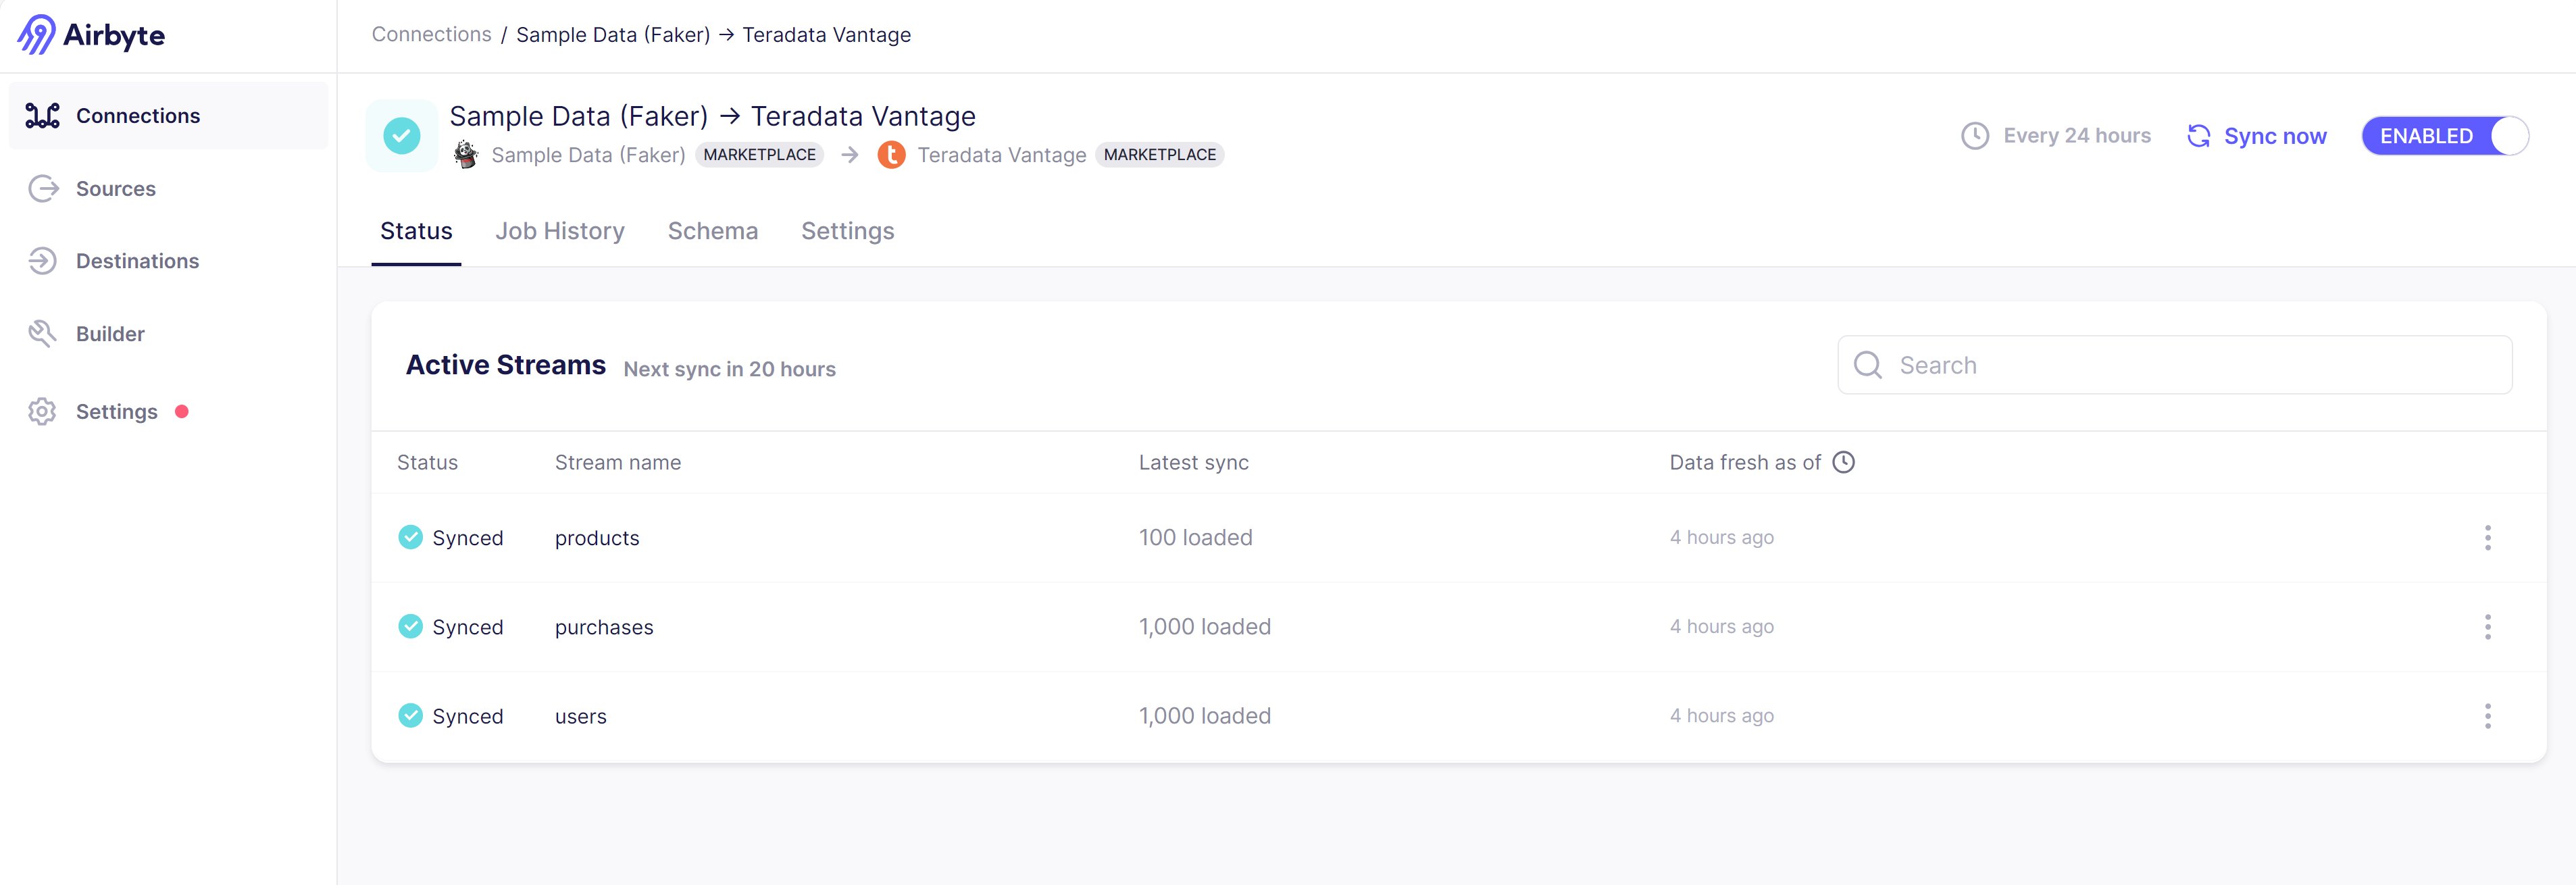 Airbyte
Connections / Sample Data (Faker) → Teradata Vantage
Connections
Sources
Destinations
Builder
Settings
Sample Data (Faker) → Teradata Vantage
Sample Data (Faker) MARKETPLACE → t Teradata Vantage MARKETPLACE
Every 24 hours Sync now ENABLED
Status Job History Schema Settings
Active Streams Next sync in 20 hours Search
Status Stream name Latest sync Data fresh as of
Synced products 100 loaded 4 hours ago
Synced purchases 1,000 loaded 4 hours ago
Synced users 1,000 loaded 4 hours ago